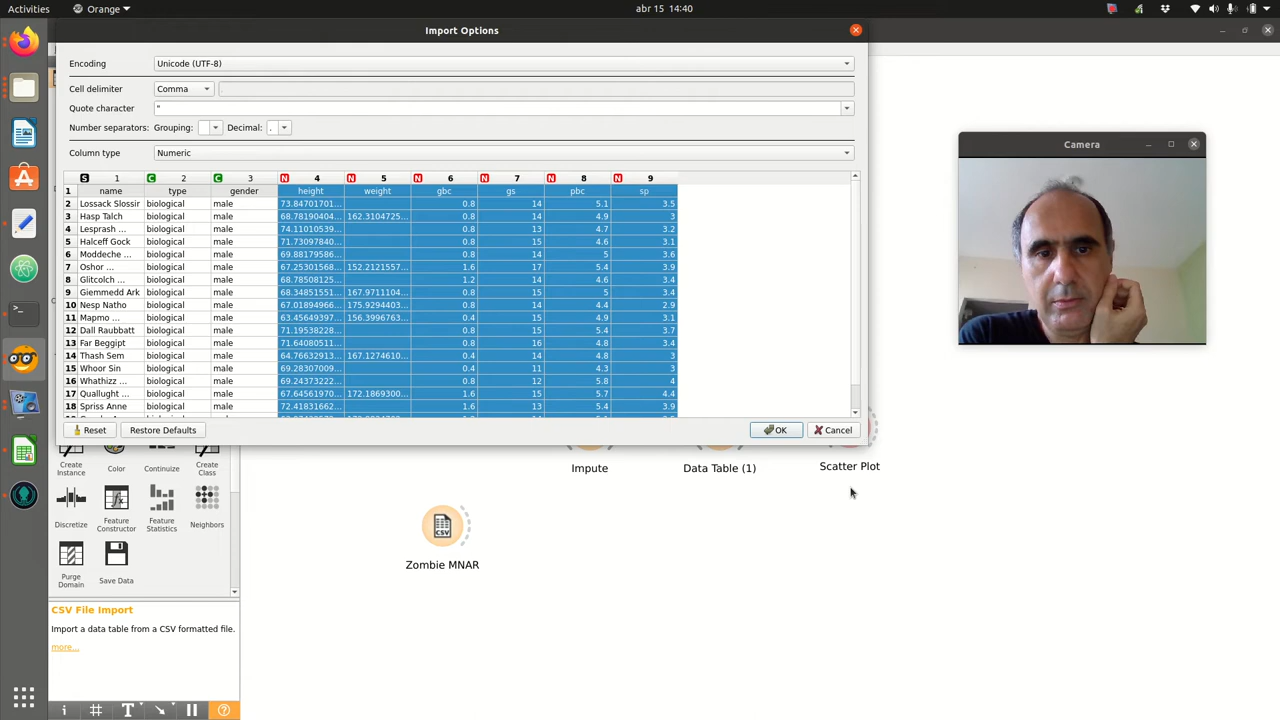 Activities
Orange
abr 15 14:40
Import Options
Camera
Encoding Unicode (UTF-8)
Cell delimiter Comma
Quote character "
Number separators: Grouping: Decimal: .
Column type Numeric
S 1 C 2 C 3 N 4 N 5 N 6 N 7 N 8 N 9
1 name type gender height weight gbc gs pbc sp
2 Lossack Slossir biological male 73.84701701... 0.8 14 5.1 3.5
3 Hasp Talch biological male 68.78190404... 162.3104725... 0.8 14 4.9 3
4 Lesprash ... biological male 74.11010539... 0.8 13 4.7 3.2
5 Halceff Gock biological male 71.73097840... 0.8 15 4.6 3.1
6 Moddeche ... biological male 69.88179586... 0.8 14 5 3.6
7 Oshor ... biological male 67.25301568... 152.2121557... 1.6 17 5.4 3.9
8 Glitcolch ... biological male 68.78508125... 1.2 14 4.6 3.4
9 Giemmedd Ark biological male 68.34851551... 167.9711104... 0.8 15 5 3.4
10 Nesp Natho biological male 67.01894966... 175.9294403... 0.8 14 4.4 2.9
11 Mapmo ... biological male 63.45649397... 156.3996763... 0.4 15 4.9 3.1
12 Dall Raubbatt biological male 71.19538228... 0.8 15 5.4 3.7
13 Far Beggipt biological male 71.64080511... 0.8 16 4.8 3.4
14 Thash Sem biological male 64.76632913... 167.1274610... 0.4 14 4.8 3
15 Whoor Sin biological male 69.28307009... 0.4 11 4.3 3
16 Whathizz ... biological male 69.24373222... 0.8 12 5.8 4
17 Quallught ... biological male 67.64561970... 172.1869300... 1.6 15 5.7 4.4
18 Spriss Anne biological male 72.41831662... 1.6 13 5.4 3.9
Reset
Restore Defaults
OK
Cancel
Create Instance
Color
Continuize
Create Class
Impute
Data Table (1)
Scatter Plot
Discretize
Feature Constructor
Feature Statistics
Neighbors
CSV
Zombie MNAR
Purge Domain
Save Data
CSV File Import
Import a data table from a CSV formatted file.
more...